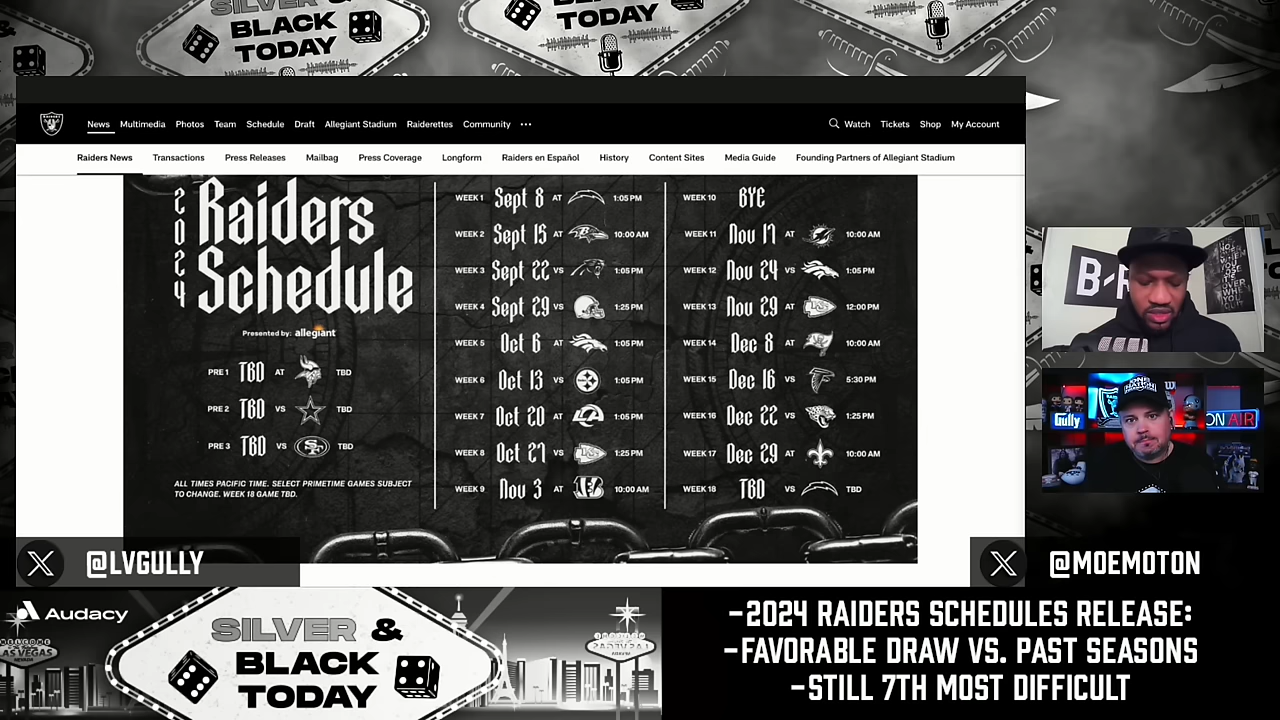 SILVER &
BLACK
TODAY
BLACK
TODAY
News Multimedia Photos Team Schedule Draft Allegiant Stadium Raiderettes Community ...
Watch Tickets Shop My Account
Raiders News Transactions Press Releases Mailbag Press Coverage Longform Raiders en Español History Content Sites Media Guide Founding Partners of Allegiant Stadium
2024
Raiders
Schedule
Presented by: allegiant
PRE 1 TBD AT TBD
PRE 2 TBD VS TBD
PRE 3 TBD VS TBD
ALL TIMES PACIFIC TIME. SELECT PRIMETIME GAMES SUBJECT
TO CHANGE. WEEK 18 GAME TBD.
WEEK 1 Sept 8 AT 1:05 PM
WEEK 2 Sept 15 AT 10:00 AM
WEEK 3 Sept 22 VS 1:05 PM
WEEK 4 Sept 29 VS 1:25 PM
WEEK 5 Oct 6 AT 1:05 PM
WEEK 6 Oct 13 VS 1:05 PM
WEEK 7 Oct 20 AT 1:05 PM
WEEK 8 Oct 27 VS 1:25 PM
WEEK 9 Nov 3 AT 10:00 AM
WEEK 10 BYE
WEEK 11 Nov 17 AT 10:00 AM
WEEK 12 Nov 24 VS 1:05 PM
WEEK 13 Nov 29 AT 12:00 PM
WEEK 14 Dec 8 AT 10:00 AM
WEEK 15 Dec 16 VS 5:30 PM
WEEK 16 Dec 22 VS 1:25 PM
WEEK 17 Dec 29 AT 10:00 AM
WEEK 18 TBD VS TBD
B-R
Gully
ON AIR
@LVGULLY
@MOEMOTON
Audacy
WELCOME
LAS VEGAS
NEVADA
SILVER &
BLACK
TODAY
-2024 RAIDERS SCHEDULES RELEASE:
-FAVORABLE DRAW VS. PAST SEASONS
-STILL 7TH MOST DIFFICULT